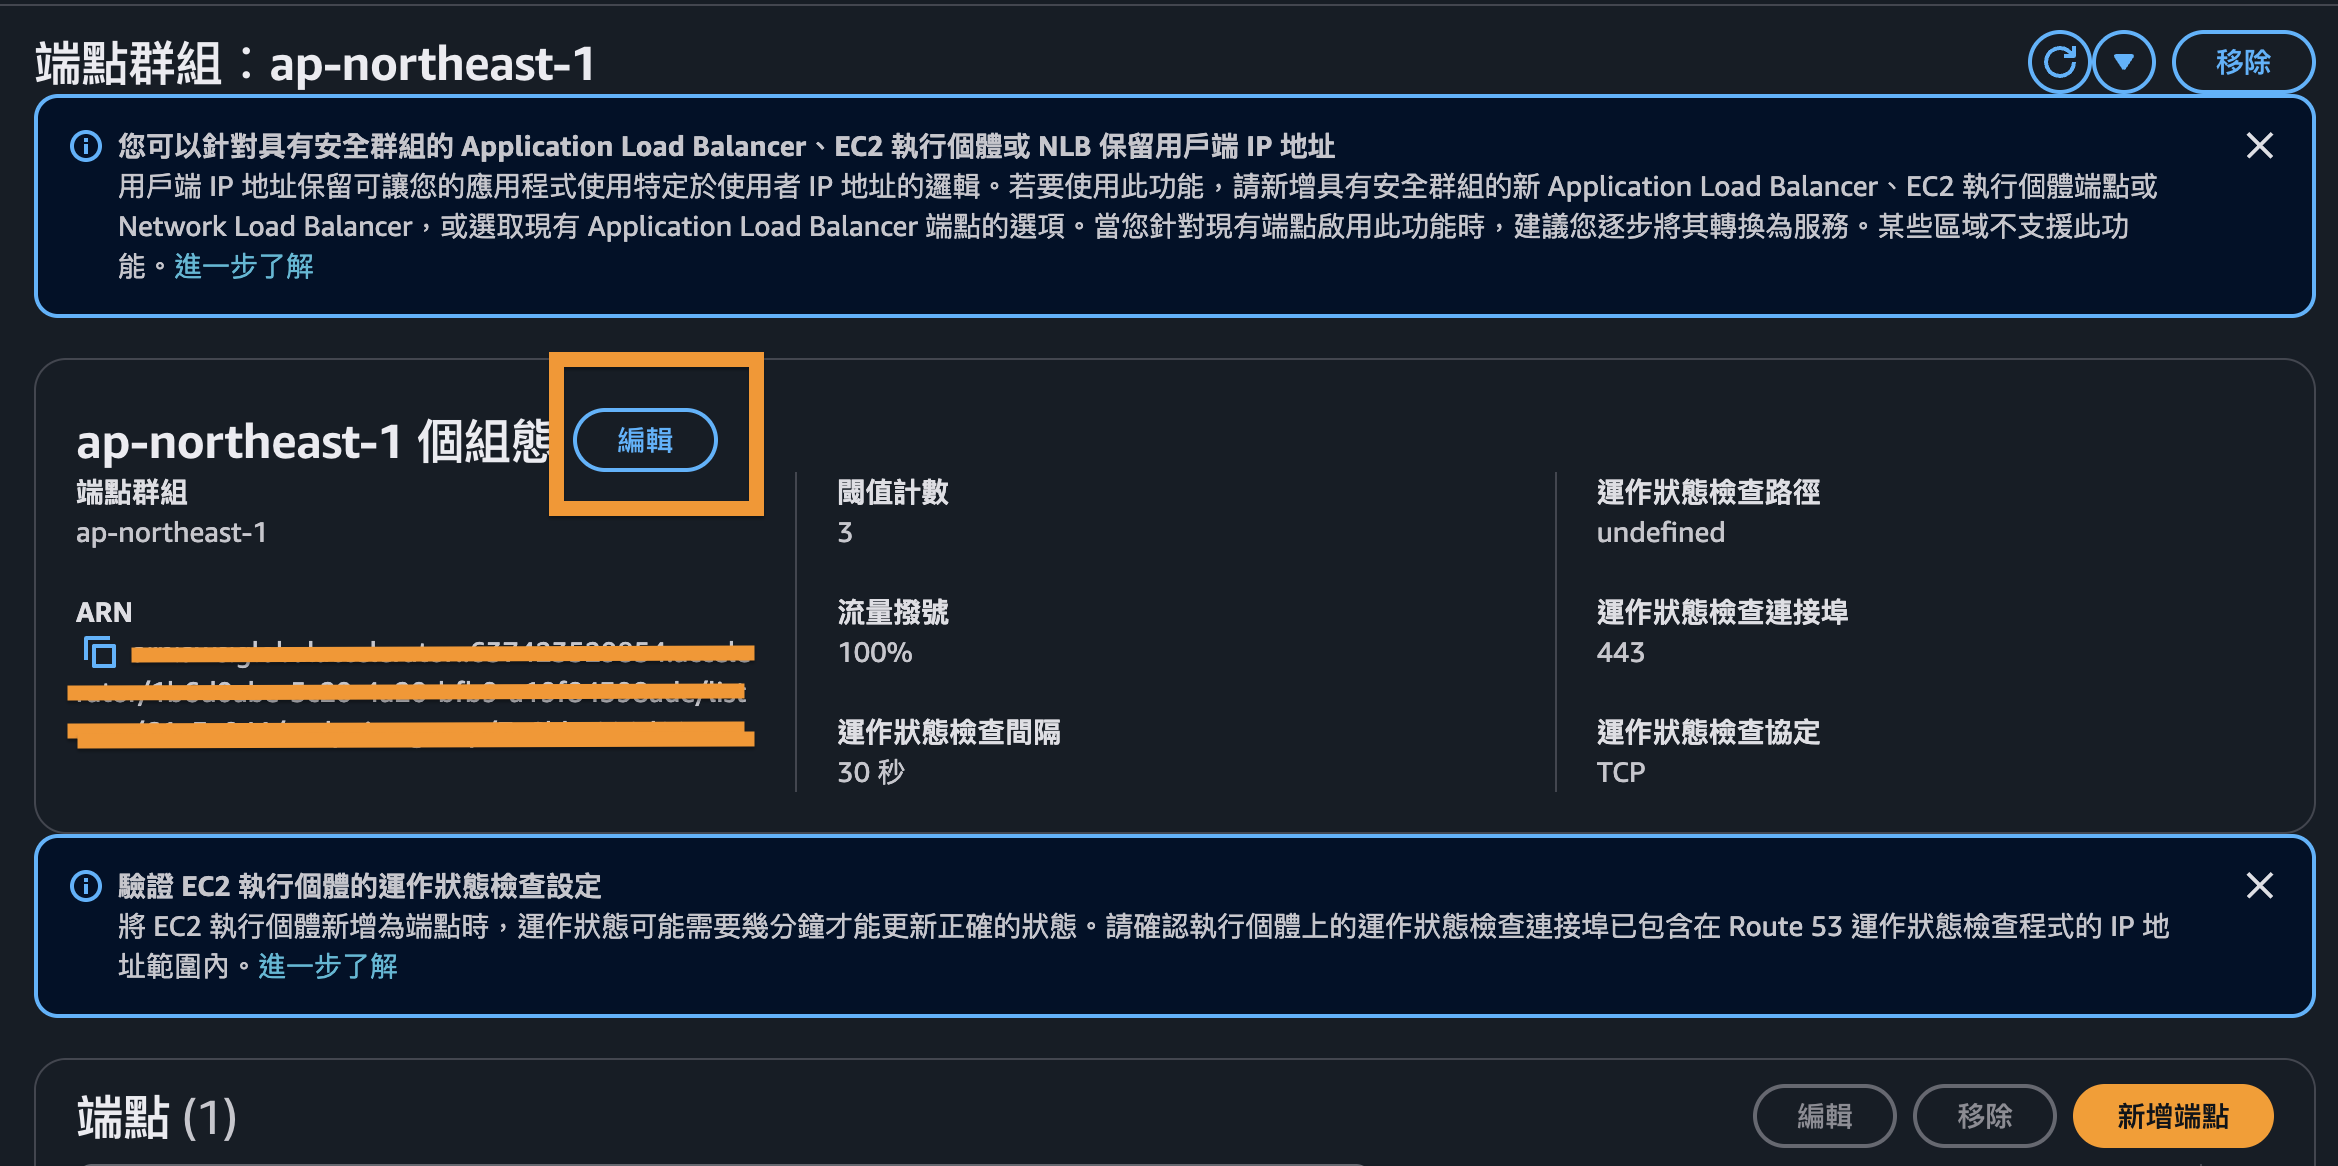 端點群組：ap-northeast-1
移除
您可以針對具有安全群組的 Application Load Balancer、EC2 執行個體或 NLB 保留用戶端 IP 地址
用戶端 IP 地址保留可讓您的應用程式使用特定於使用者 IP 地址的邏輯。若要使用此功能，請新增具有安全群組的新 Application Load Balancer、EC2 執行個體端點或
Network Load Balancer，或選取現有 Application Load Balancer 端點的選項。當您針對現有端點啟用此功能時，建議您逐步將其轉換為服務。某些區域不支援此功
能。進一步了解
ap-northeast-1 個組態
編輯
端點群組
ap-northeast-1
ARN
閾值計數
3
流量撥號
100%
運作狀態檢查間隔
30 秒
運作狀態檢查路徑
undefined
運作狀態檢查連接埠
443
運作狀態檢查協定
TCP
驗證 EC2 執行個體的運作狀態檢查設定
將 EC2 執行個體新增為端點時，運作狀態可能需要幾分鐘才能更新正確的狀態。請確認執行個體上的運作狀態檢查連接埠已包含在 Route 53 運作狀態檢查程式的 IP 地
址範圍內。進一步了解
端點 (1)
編輯
移除
新增端點